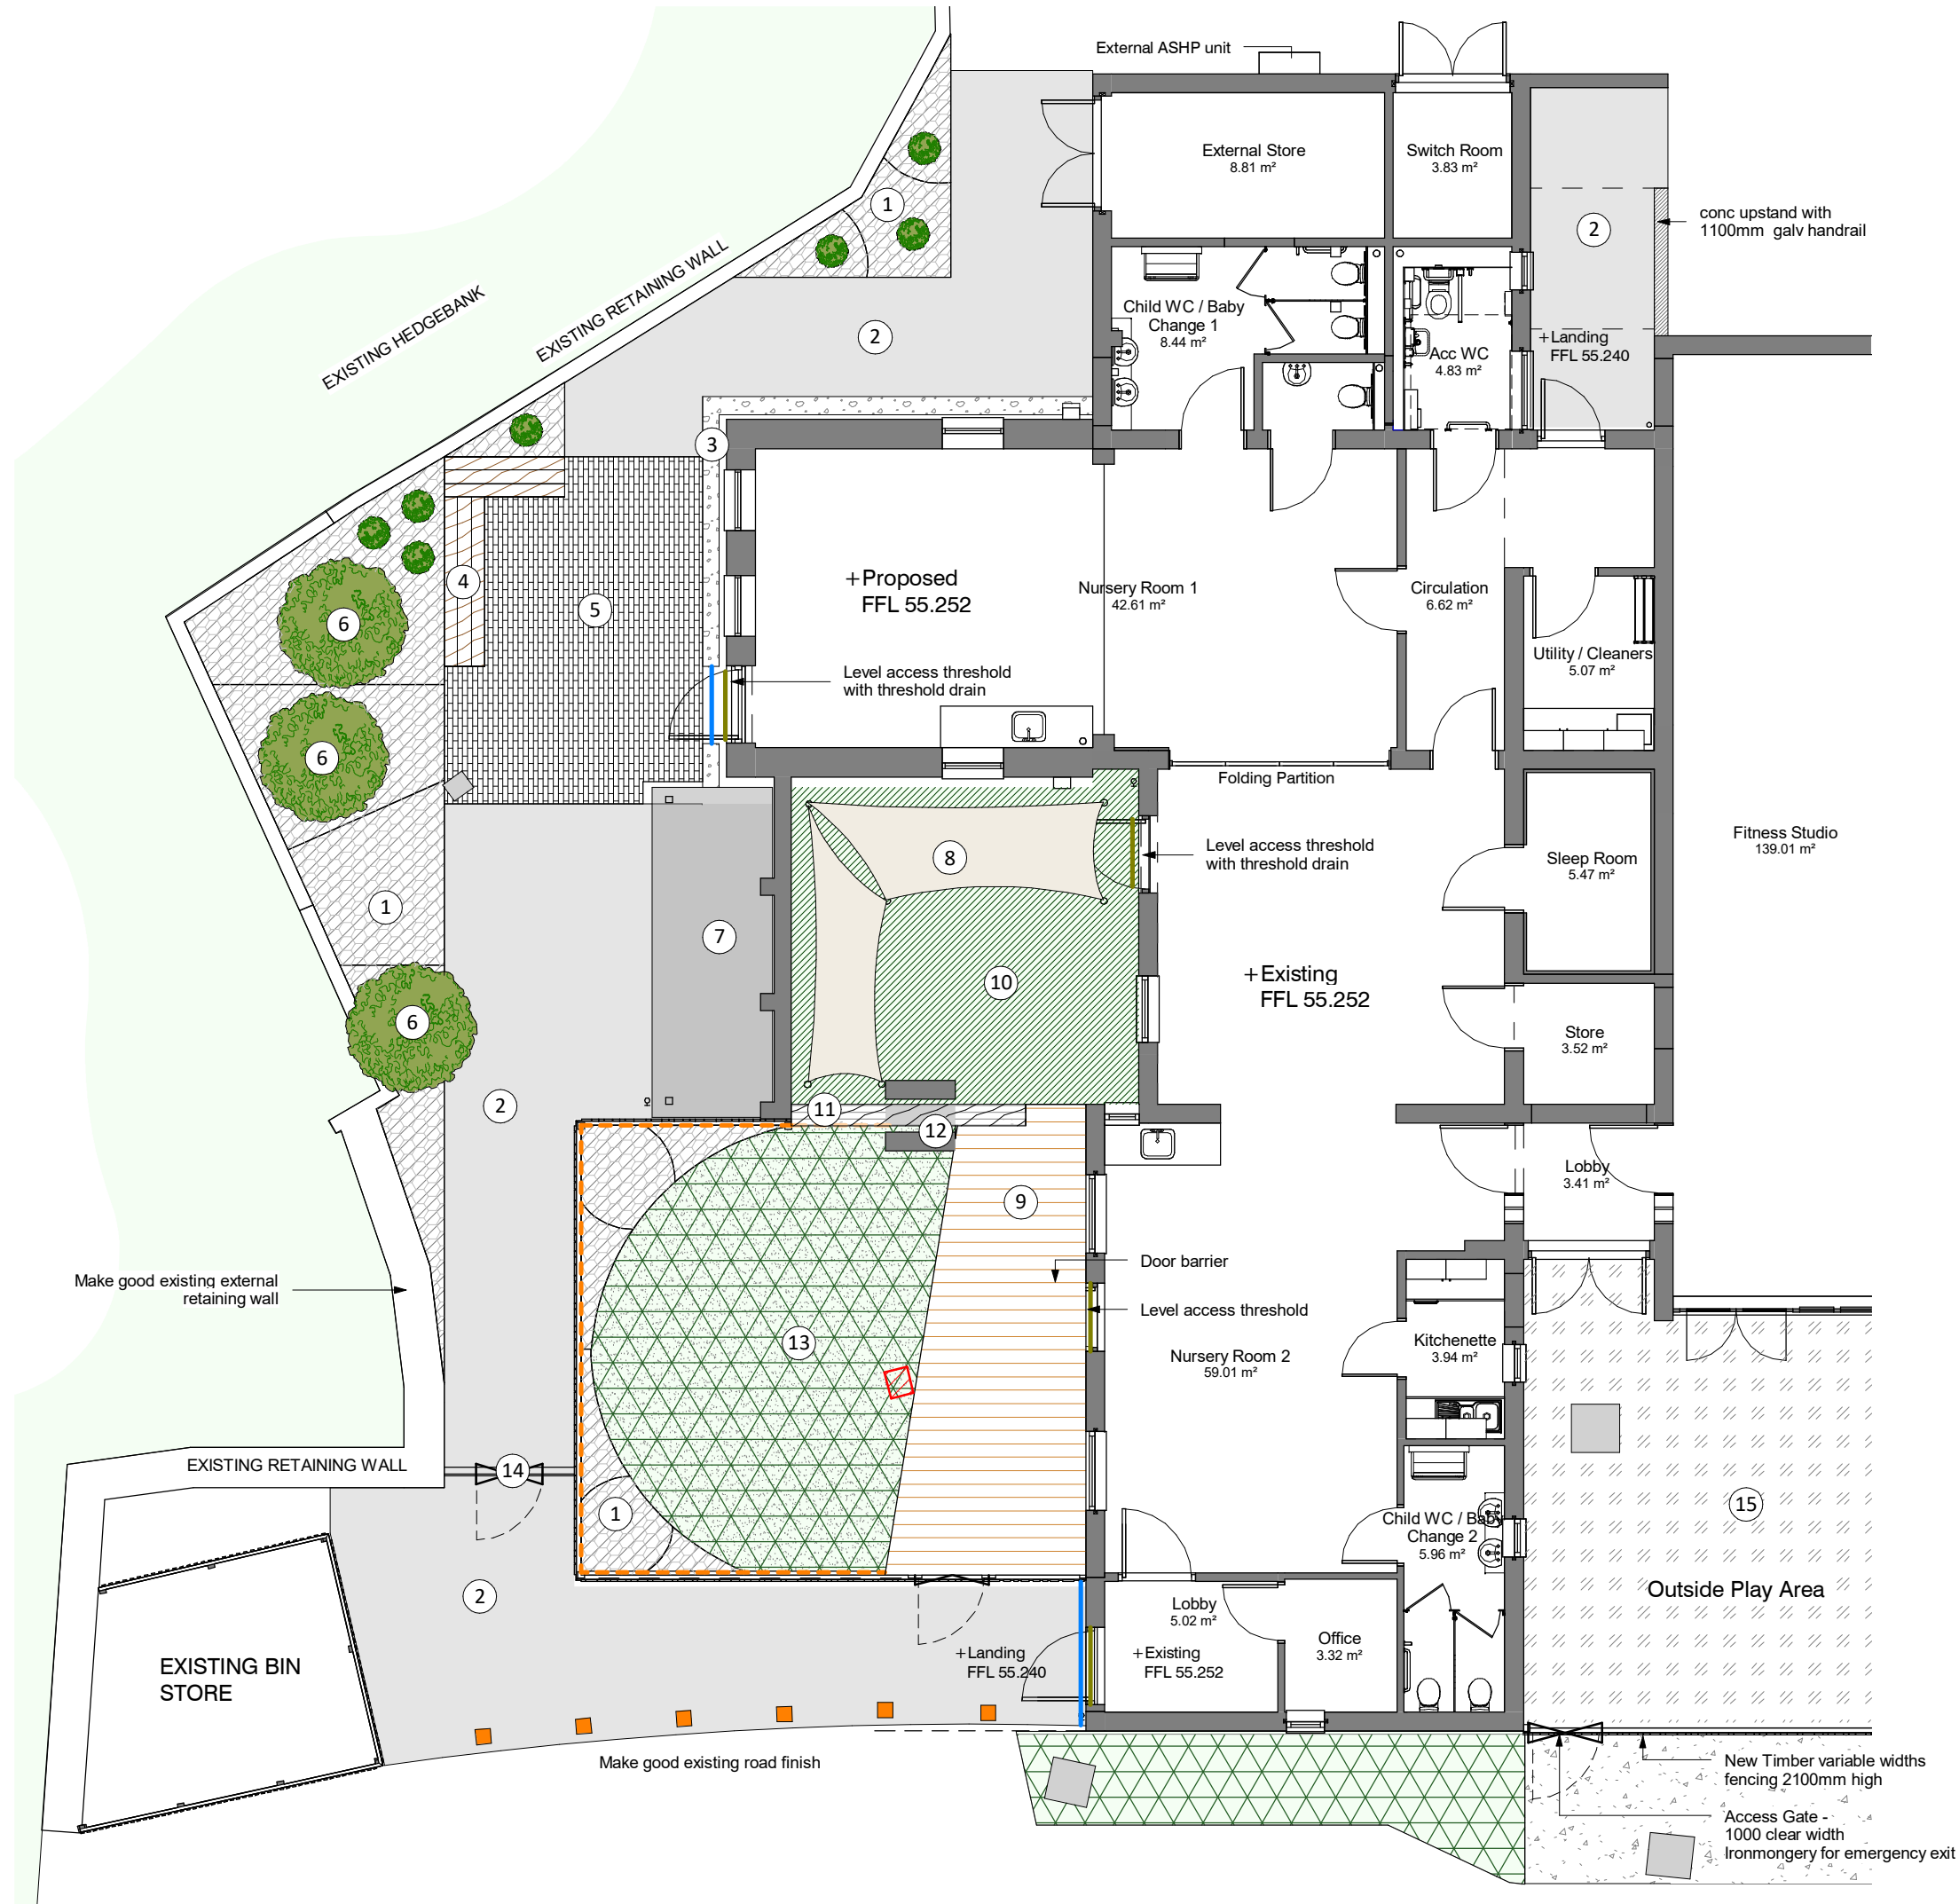 External ASHP unit
External Store
8.81 m²
Switch Room
3.83 m²
1
2
conc upstand with
1100mm galv handrail
EXISTING HEDGEBANK
EXISTING RETAINING WALL
2
Child WC / Baby
Change 1
8.44 m²
Acc WC
4.83 m²
+Landing
FFL 55.240
3
4
5
6
+Proposed
FFL 55.252
Nursery Room 1
42.61 m²
Circulation
6.62 m²
Utility / Cleaners
5.07 m²
Level access threshold
with threshold drain
6
Folding Partition
Level access threshold
with threshold drain
8
Sleep Room
5.47 m²
Fitness Studio
139.01 m²
1
7
10
+Existing
FFL 55.252
6
Store
3.52 m²
2
11
12
9
Lobby
3.41 m²
Door barrier
Make good existing external
retaining wall
Level access threshold
13
Nursery Room 2
59.01 m²
Kitchenette
3.94 m²
EXISTING RETAINING WALL
14
1
15
Child WC / Baby
Change 2
5.96 m²
2
Outside Play Area
Lobby
5.02 m²
Office
3.32 m²
EXISTING BIN
STORE
+Landing
FFL 55.240
+Existing
FFL 55.252
Make good existing road finish
New Timber variable widths
fencing 2100mm high
Access Gate -
1000 clear width
Ironmongery for emergency exit